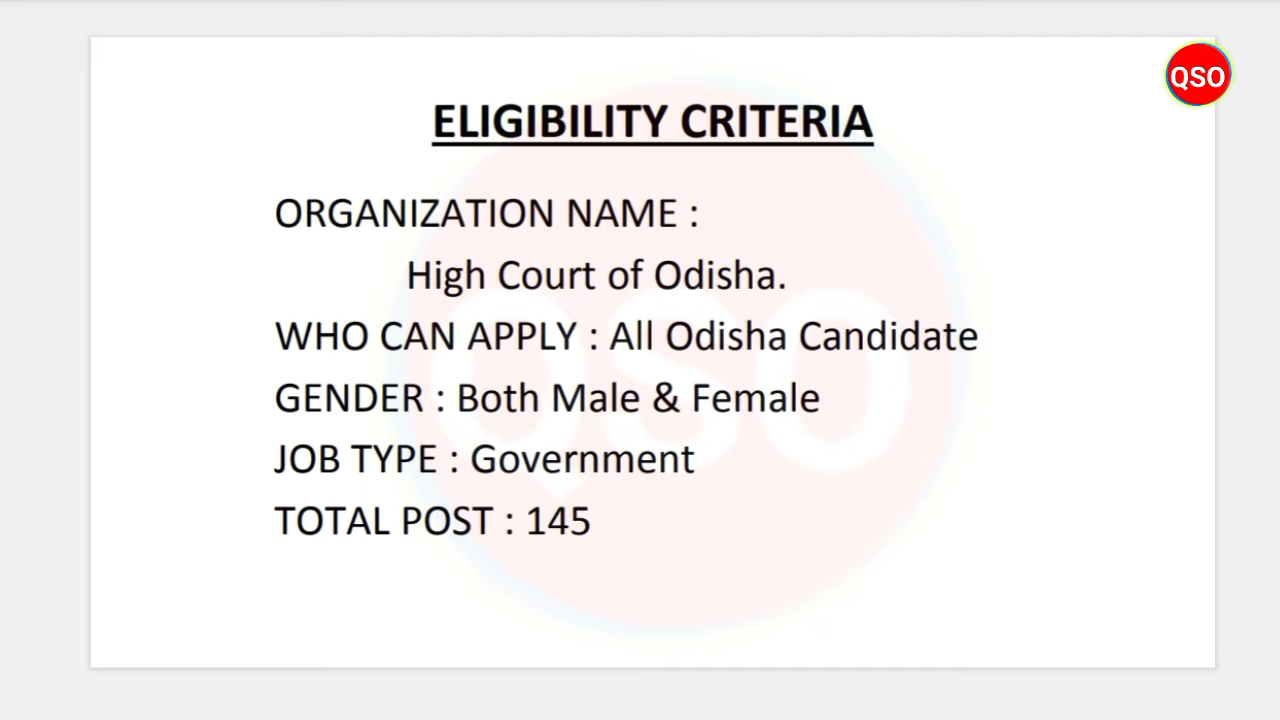 QSO
ELIGIBILITY CRITERIA
ORGANIZATION NAME :
High Court of Odisha.
WHO CAN APPLY : All Odisha Candidate
GENDER : Both Male & Female
JOB TYPE : Government
TOTAL POST : 145
QSO